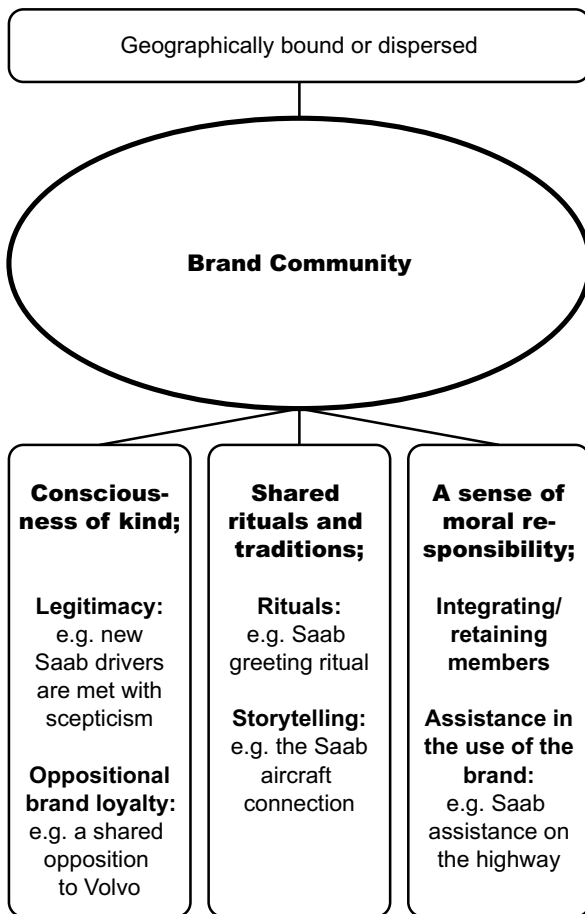 Geographically bound or dispersed
Brand Community
Conscious-
ness of kind;
Legitimacy:
e.g. new
Saab drivers
are met with
scepticism
Oppositional
brand loyalty:
e.g. a shared
opposition
to Volvo
Shared
rituals and
traditions;
Rituals:
e.g. Saab
greeting ritual
Storytelling:
e.g. the Saab
aircraft
connection
A sense of
moral re-
sponsibility;
Integrating/
retaining
members
Assistance in
the use of the
brand:
e.g. Saab
assistance on
the highway